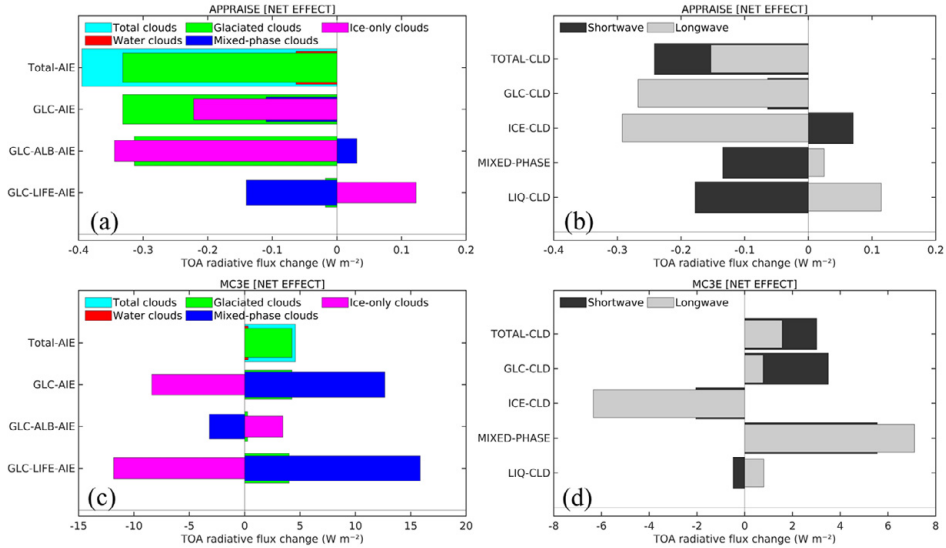 APPRAISE [NET EFFECT]
Total clouds Glaciated clouds Ice-only clouds
Water clouds Mixed-phase clouds
Total-AIE
GLC-AIE
GLC-ALB-AIE
GLC-LIFE-AIE
(a)
-0.4 -0.3 -0.2 -0.1 0 0.1 0.2
TOA radiative flux change (W m⁻²)
APPRAISE [NET EFFECT]
Shortwave Longwave
TOTAL-CLD
GLC-CLD
ICE-CLD
MIXED-PHASE
LIQ-CLD
(b)
-0.4 -0.3 -0.2 -0.1 0 0.1 0.2
TOA radiative flux change (W m⁻²)
MC3E [NET EFFECT]
Total clouds Glaciated clouds Ice-only clouds
Water clouds Mixed-phase clouds
Total-AIE
GLC-AIE
GLC-ALB-AIE
GLC-LIFE-AIE
(c)
-15 -10 -5 0 5 10 15 20
TOA radiative flux change (W m⁻²)
MC3E [NET EFFECT]
Shortwave Longwave
TOTAL-CLD
GLC-CLD
ICE-CLD
MIXED-PHASE
LIQ-CLD
(d)
-8 -6 -4 -2 0 2 4 6 8
TOA radiative flux change (W m⁻²)